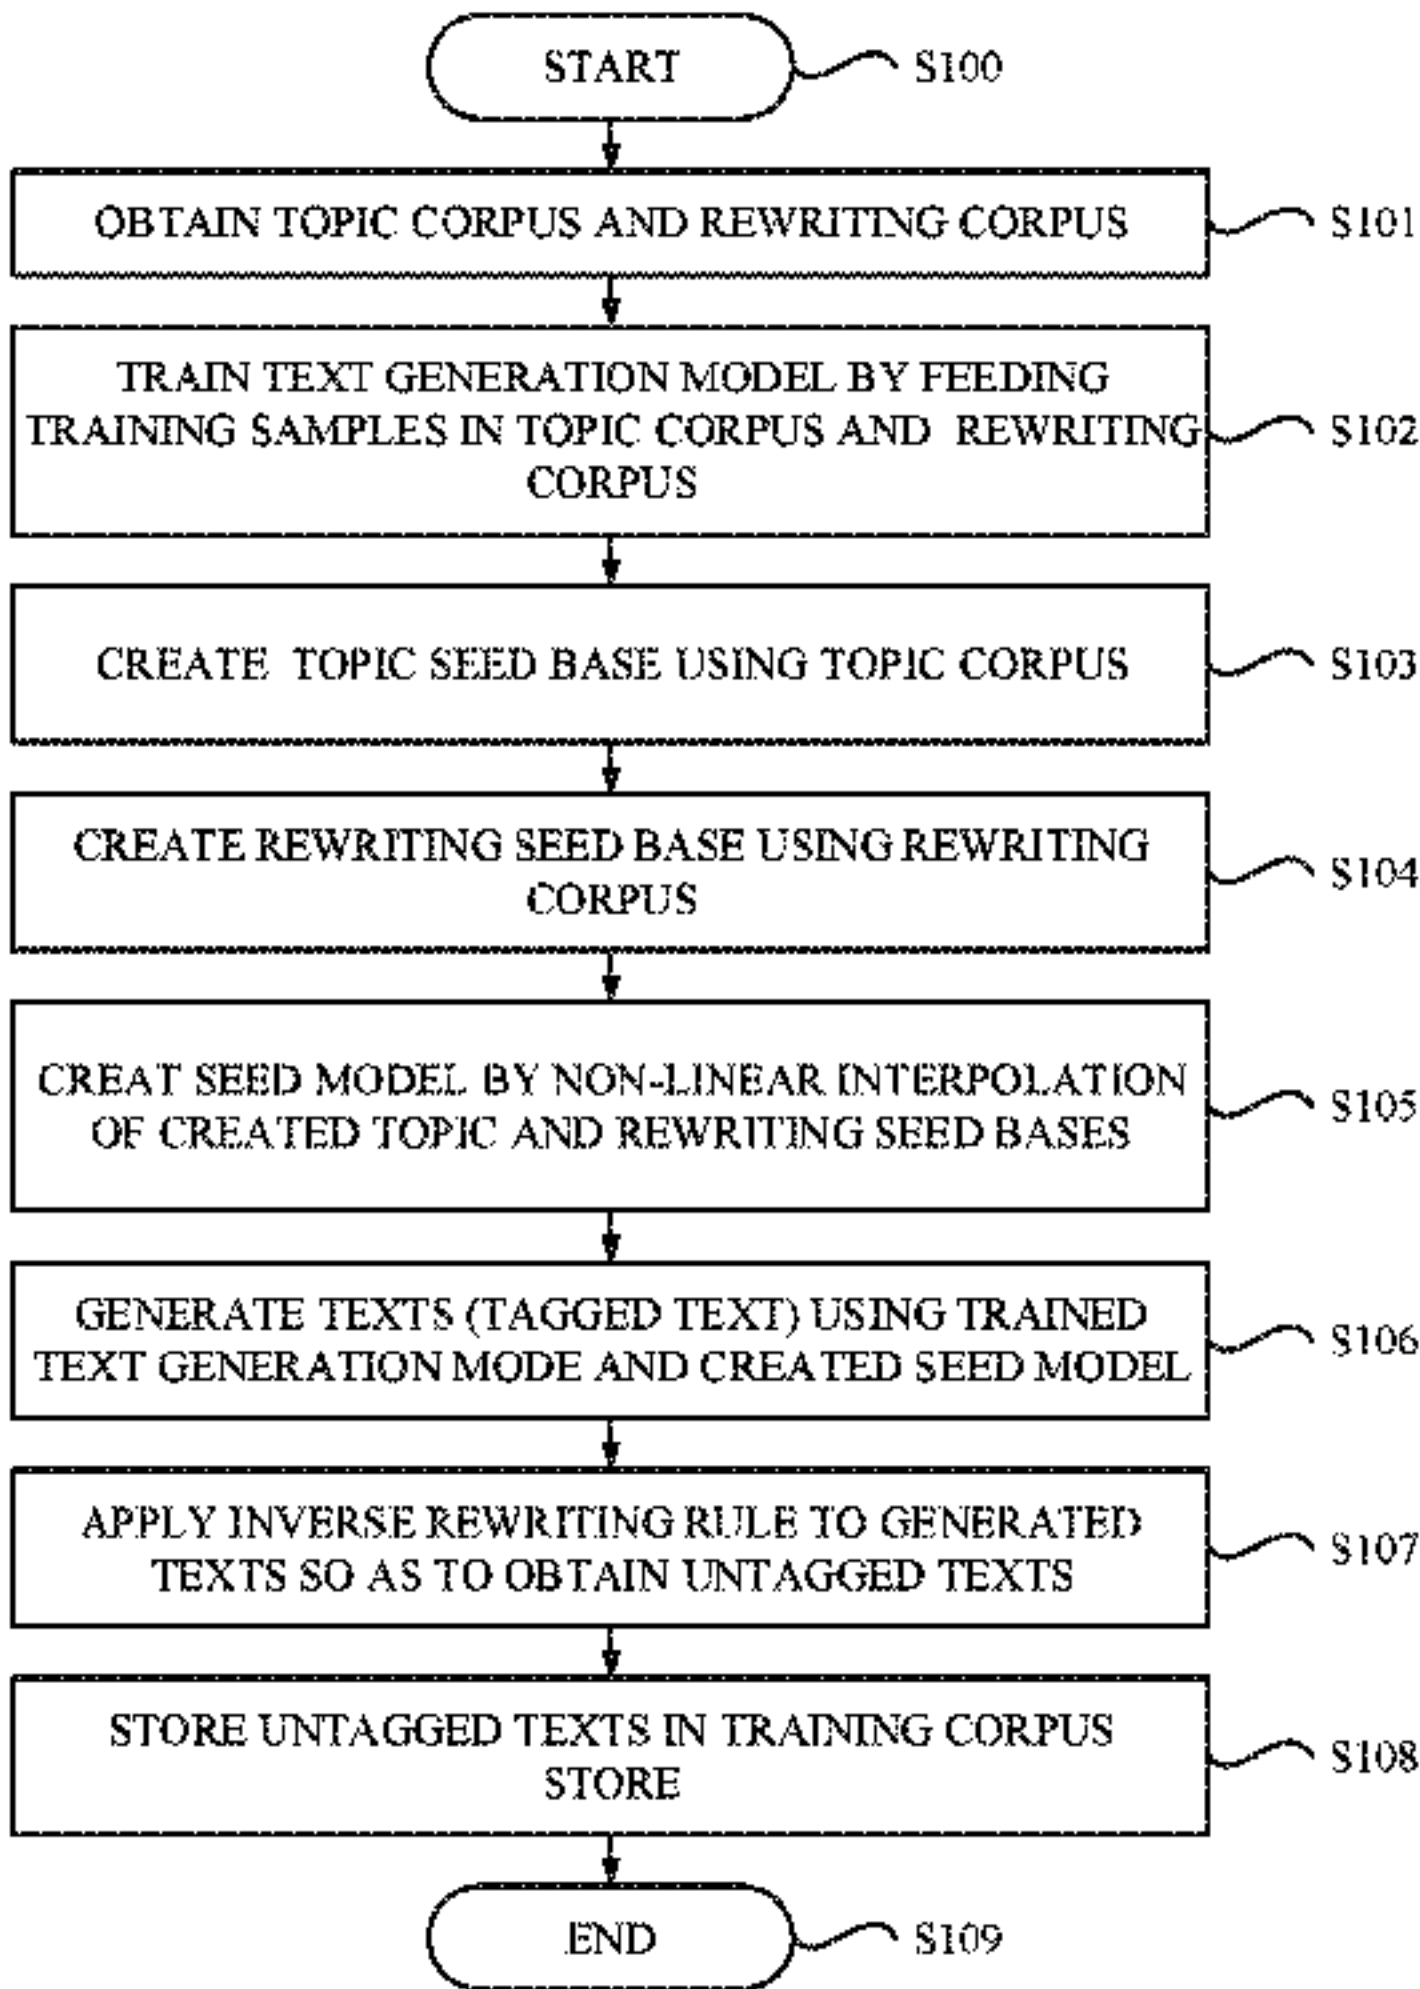 START
S100
OBTAIN TOPIC CORPUS AND REWRITING CORPUS
S101
TRAIN TEXT GENERATION MODEL BY FEEDING
TRAINING SAMPLES IN TOPIC CORPUS AND REWRITING
CORPUS
S102
CREATE TOPIC SEED BASE USING TOPIC CORPUS
S103
CREATE REWRITING SEED BASE USING REWRITING
CORPUS
S104
CREAT SEED MODEL BY NON-LINEAR INTERPOLATION
OF CREATED TOPIC AND REWRITING SEED BASES
S105
GENERATE TEXTS (TAGGED TEXT) USING TRAINED
TEXT GENERATION MODE AND CREATED SEED MODEL
S106
APPLY INVERSE REWRITING RULE TO GENERATED
TEXTS SO AS TO OBTAIN UNTAGGED TEXTS
S107
STORE UNTAGGED TEXTS IN TRAINING CORPUS
STORE
S108
END
S109